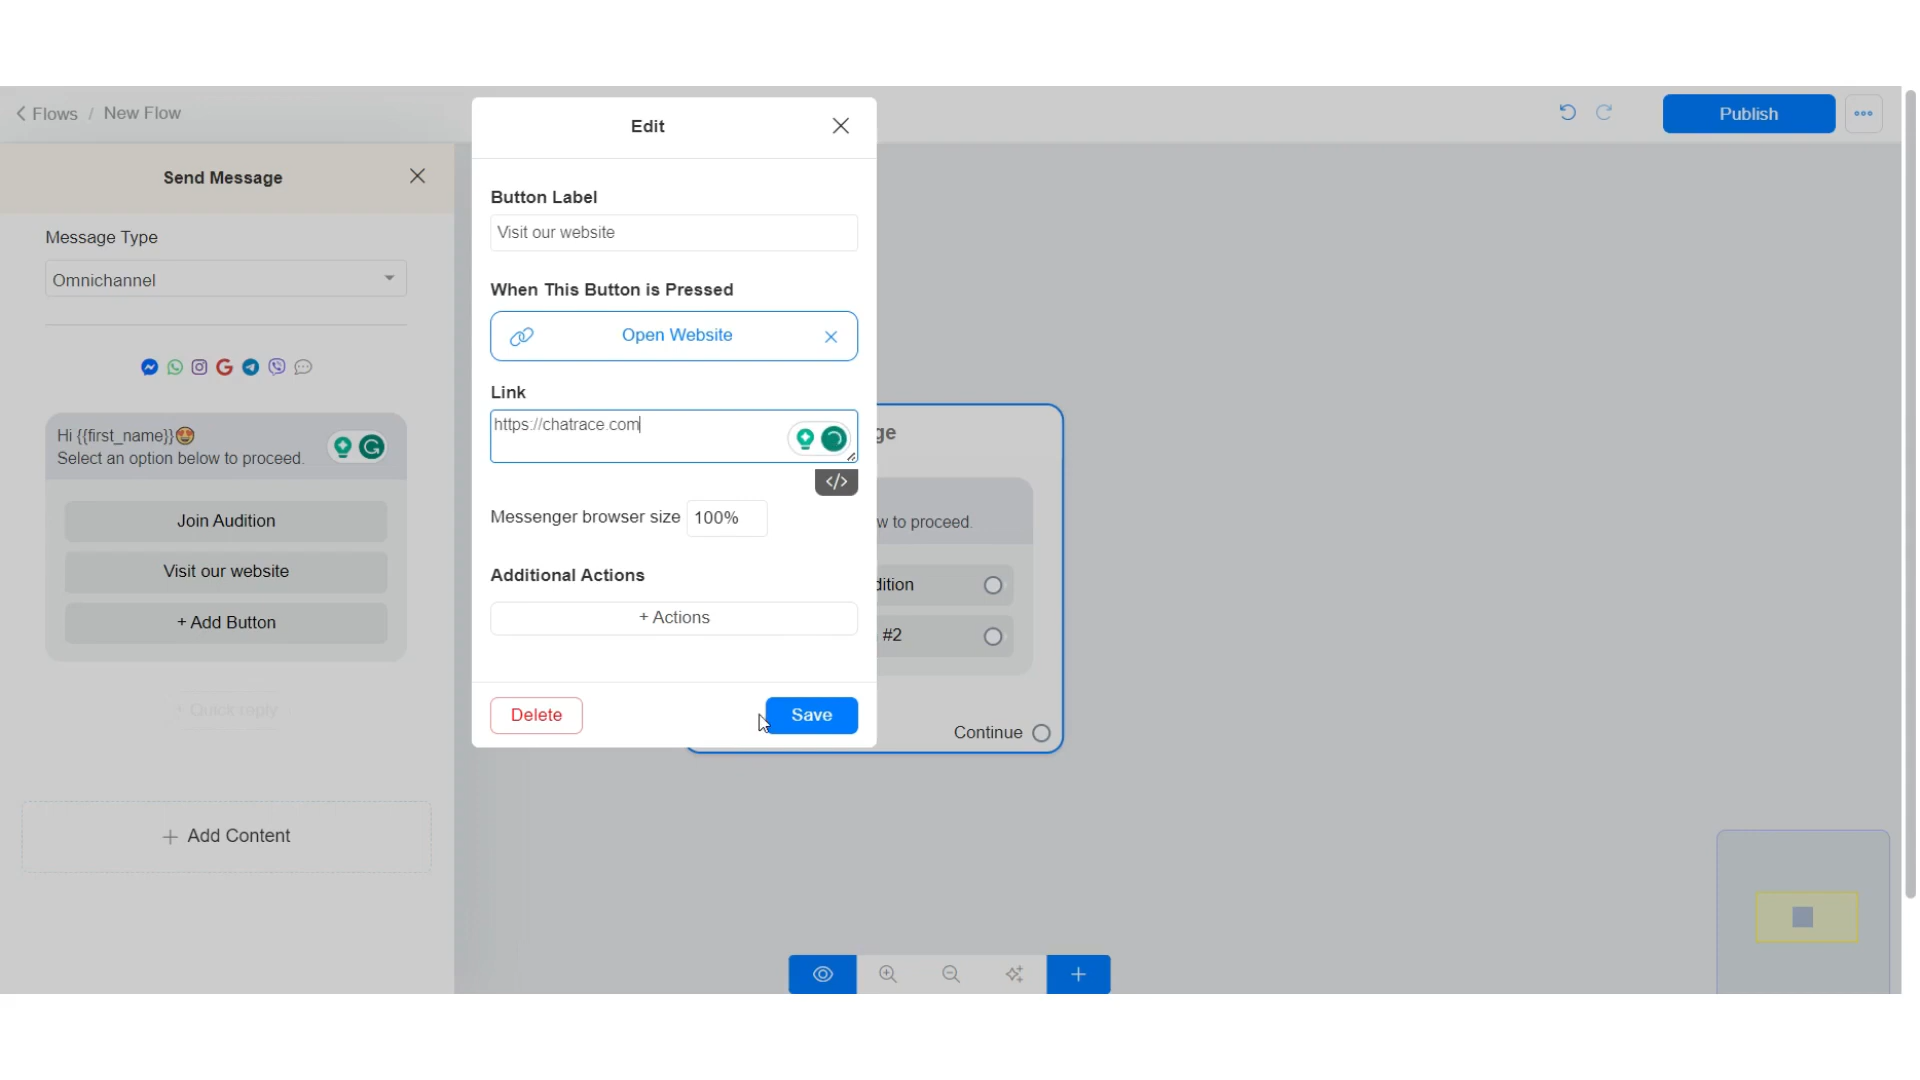 Flows / New Flow
Publish
Send Message
Message Type
Omnichannel
Hi {{first_name}}😍
Select an option below to proceed.
Join Audition
Visit our website
+ Add Button
+ Quick reply
+ Add Content
Edit
Button Label
Visit our website
When This Button is Pressed
Open Website
Link
https://chatrace.com
</>
Messenger browser size 100%
Additional Actions
+ Actions
Delete
Save
ge
w to proceed.
dition
#2
Continue